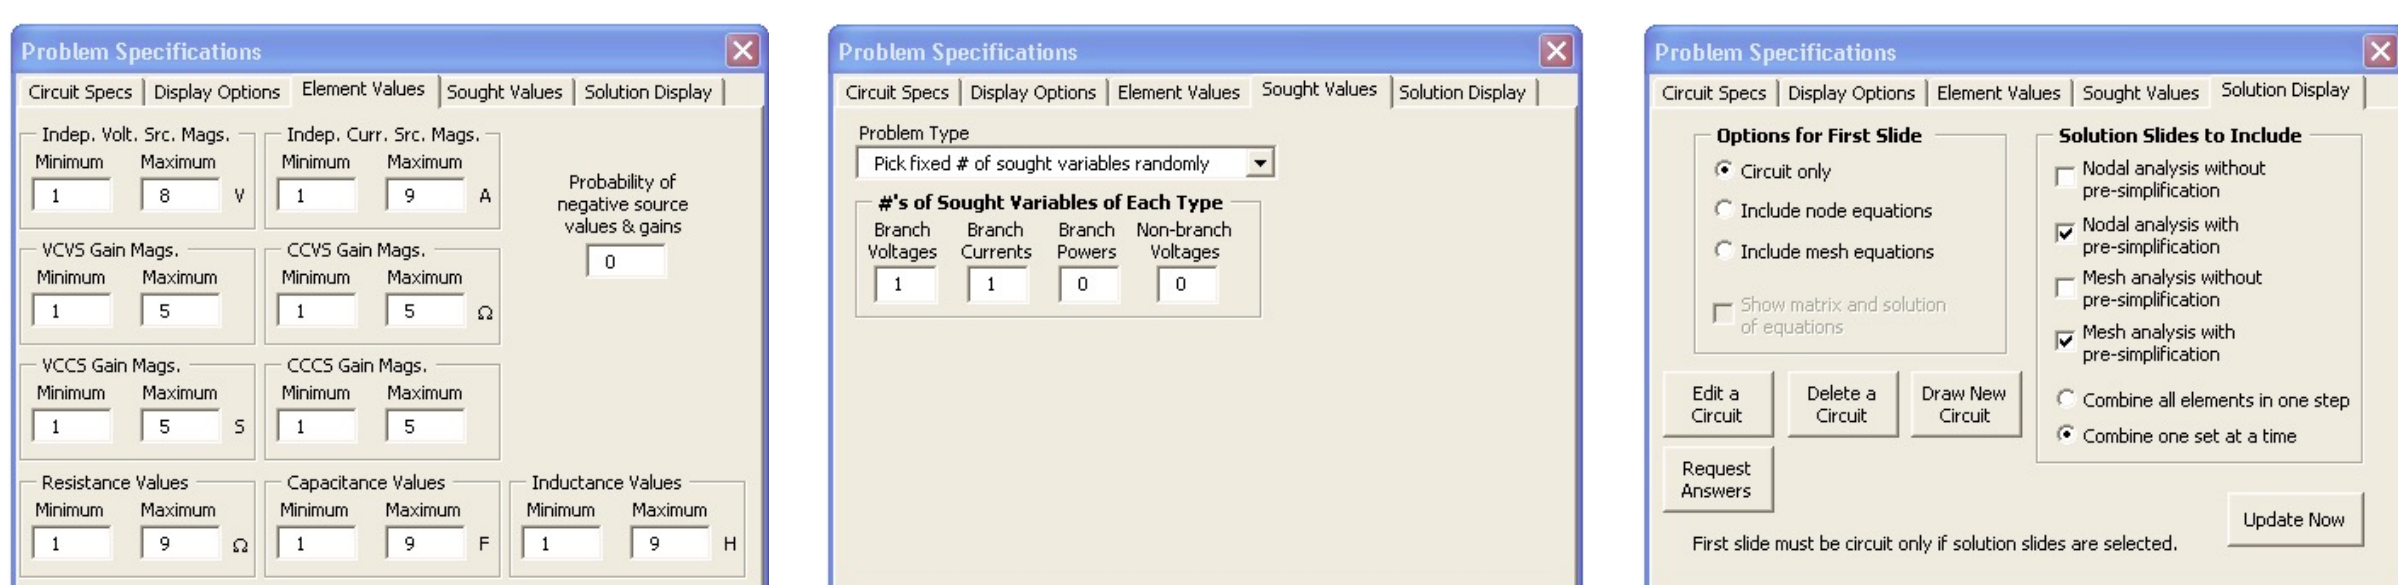 Problem Specifications
Circuit Specs Display Options Element Values Sought Values Solution Display
Indep. Volt. Src. Mags.
Minimum Maximum
1 8 V
Indep. Curr. Src. Mags.
Minimum Maximum
1 9 A
Probability of
negative source
values & gains
0
VCVS Gain Mags.
Minimum Maximum
1 5
CCVS Gain Mags.
Minimum Maximum
1 5 Ω
VCCS Gain Mags.
Minimum Maximum
1 5 S
CCCS Gain Mags.
Minimum Maximum
1 5
Resistance Values
Minimum Maximum
1 9 Ω
Capacitance Values
Minimum Maximum
1 9 F
Inductance Values
Minimum Maximum
1 9 H
Problem Specifications
Circuit Specs Display Options Element Values Sought Values Solution Display
Problem Type
Pick fixed # of sought variables randomly
#'s of Sought Variables of Each Type
Branch Branch Branch Non-branch
Voltages Currents Powers Voltages
1 1 0 0
Problem Specifications
Circuit Specs Display Options Element Values Sought Values Solution Display
Options for First Slide
Circuit only
Include node equations
Include mesh equations
Show matrix and solution
of equations
Solution Slides to Include
Nodal analysis without
pre-simplification
Nodal analysis with
pre-simplification
Mesh analysis without
pre-simplification
Mesh analysis with
pre-simplification
Combine all elements in one step
Combine one set at a time
Edit a
Circuit
Delete a
Circuit
Draw New
Circuit
Request
Answers
Update Now
First slide must be circuit only if solution slides are selected.